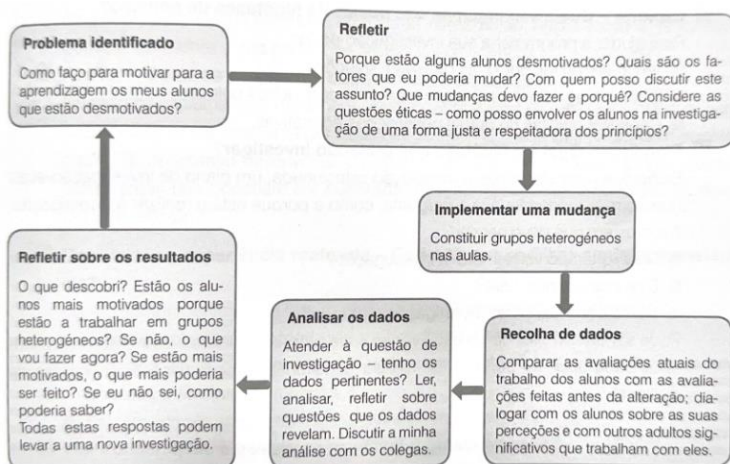 Problema identificado
Como faço para motivar para a
aprendizagem os meus alunos
que estão desmotivados?
Refletir
Porque estão alguns alunos desmotivados? Quais são os fa-
tores que eu poderia mudar? Com quem posso discutir este
assunto? Que mudanças devo fazer e porquê? Considere as
questões éticas – como posso envolver os alunos na investiga-
ção de uma forma justa e respeitadora dos princípios?
Implementar uma mudança
Constituir grupos heterogéneos
nas aulas.
Recolha de dados
Comparar as avaliações atuais do
trabalho dos alunos com as avalia-
ções feitas antes da alteração; dia-
logar com os alunos sobre as suas
perceções e com outros adultos sig-
nificativos que trabalham com eles.
Analisar os dados
Atender à questão de
investigação – tenho os
dados pertinentes? Ler,
analisar, refletir sobre
questões que os dados
revelam. Discutir a minha
análise com os colegas.
Refletir sobre os resultados
O que descobri? Estão os alu-
nos mais motivados porque
estão a trabalhar em grupos
heterogéneos? Se não, o que
vou fazer agora? Se estão mais
motivados, o que mais poderia
ser feito? Se eu não sei, como
poderia saber?
Todas estas respostas podem
levar a uma nova investigação.